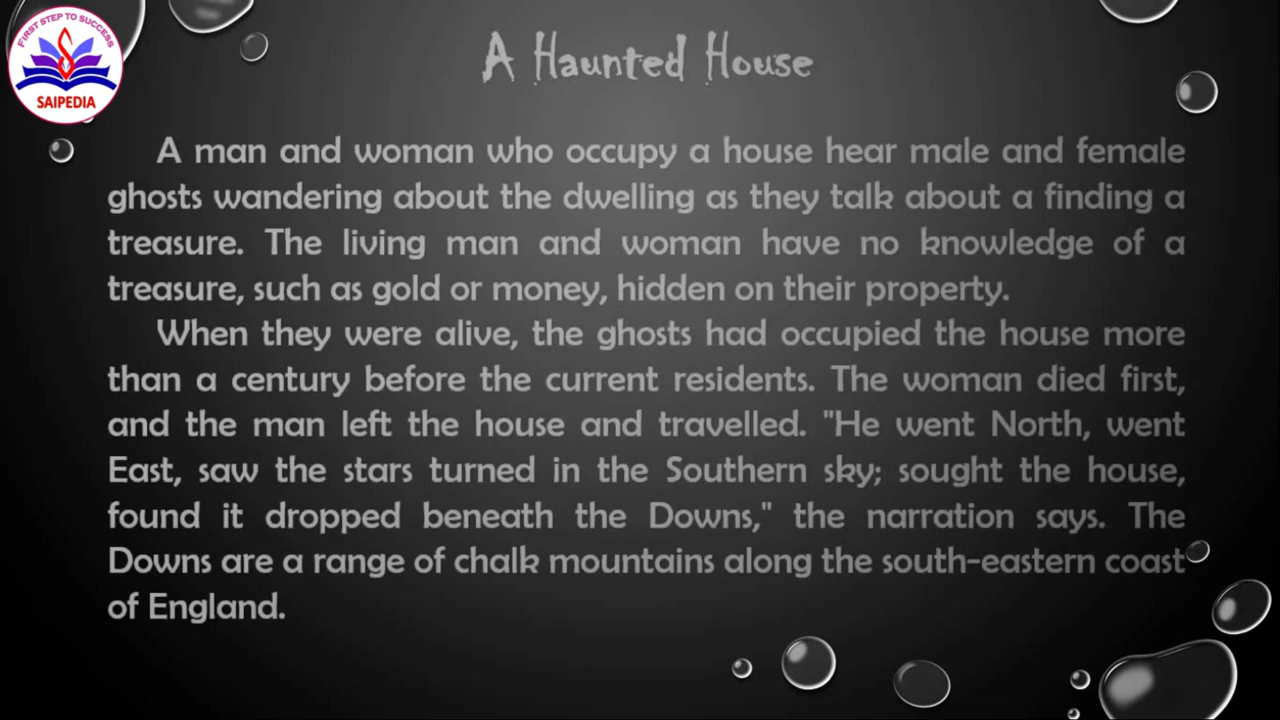 FIRST STEP TO SUCCESS
SAIPEDIA
A Haunted House
A man and woman who occupy a house hear male and female
ghosts wandering about the dwelling as they talk about a finding a
treasure. The living man and woman have no knowledge of a
treasure, such as gold or money, hidden on their property.
When they were alive, the ghosts had occupied the house more
than a century before the current residents. The woman died first,
and the man left the house and travelled. "He went North, went
East, saw the stars turned in the Southern sky; sought the house,
found it dropped beneath the Downs," the narration says. The
Downs are a range of chalk mountains along the south-eastern coast
of England.